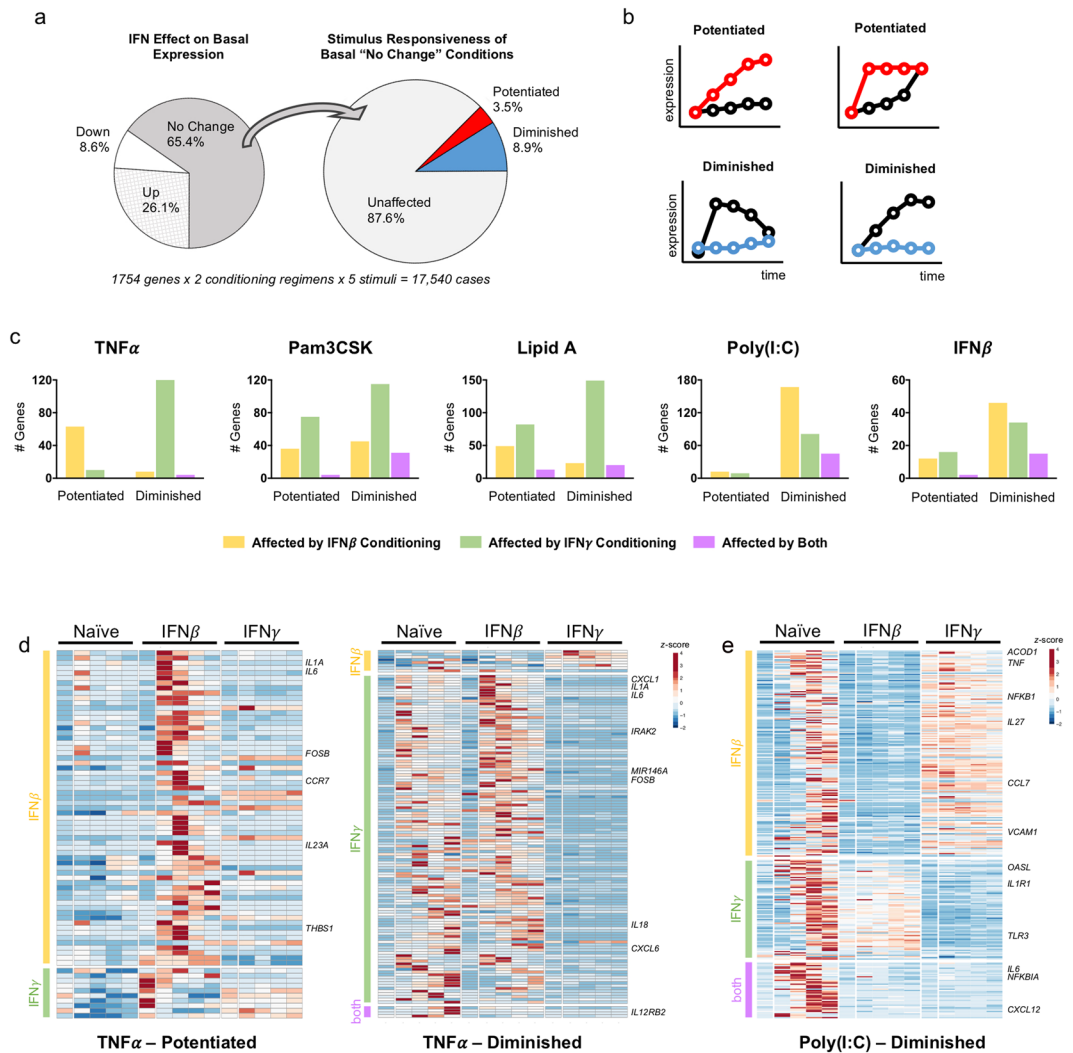 a
IFN Effect on Basal
Expression
Stimulus Responsiveness of
Basal “No Change” Conditions
Down
8.6%
No Change
65.4%
Up
26.1%
Potentiated
3.5%
Diminished
8.9%
Unaffected
87.6%
1754 genes x 2 conditioning regimens x 5 stimuli = 17,540 cases
b
Potentiated
Potentiated
expression
Diminished
Diminished
expression
time
time
c
TNFα
Pam3CSK
Lipid A
Poly(I:C)
IFNβ
# Genes
120
80
40
0
Potentiated
Diminished
# Genes
120
80
40
0
Potentiated
Diminished
# Genes
150
100
50
0
Potentiated
Diminished
# Genes
180
120
60
0
Potentiated
Diminished
# Genes
60
40
20
0
Potentiated
Diminished
Affected by IFNβ Conditioning
Affected by IFNγ Conditioning
Affected by Both
d
Naïve
IFNβ
IFNγ
IFNβ
IFNγ
IL1A
IL6
FOSB
CCR7
IL23A
THBS1
TNFα – Potentiated
Naïve
IFNβ
IFNγ
IFNβ
IFNγ
both
CXCL1
IL1A
IL6
IRAK2
MIR146A
FOSB
IL18
CXCL6
IL12RB2
z-score
4
3
2
1
0
−1
−2
TNFα – Diminished
e
Naïve
IFNβ
IFNγ
IFNβ
IFNγ
both
ACOD1
TNF
NFKB1
IL27
CCL7
VCAM1
OASL
IL1R1
TLR3
IL6
NFKBIA
CXCL12
z-score
4
3
2
1
0
−1
−2
Poly(I:C) – Diminished